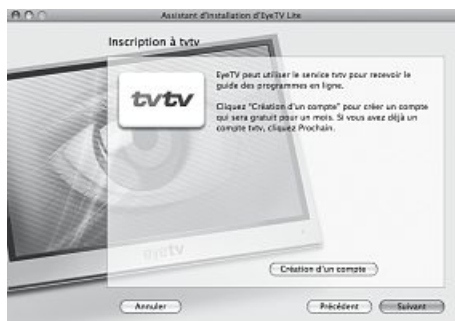 Assistant d'Installation d'EyeTV Lite
Inscription à tvtv
tvtv
EyeTV peut utiliser le service tvtv pour recevoir le
guide des programmes en ligne.
Cliquez "Création d'un compte" pour créer un compte
qui sera gratuit pour un mois. Si vous avez déjà un
compte tvtv, cliquez Prochain.
eyetv
Création d'un compte
Annuler
Précédent
Suivant